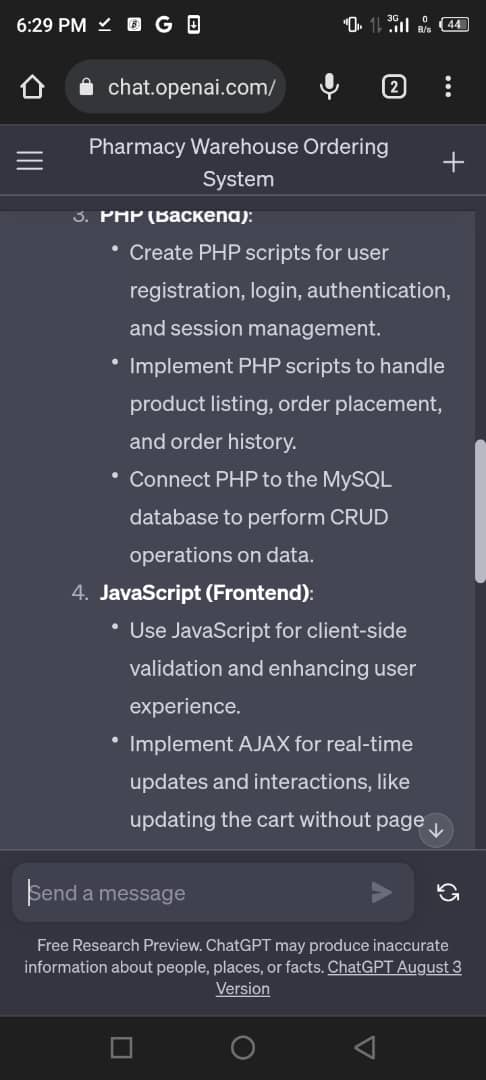 6:29 PM
3G
0
B/s
44
chat.openai.com/
2
Pharmacy Warehouse Ordering
System
3. PHP (Backend):
• Create PHP scripts for user
registration, login, authentication,
and session management.
• Implement PHP scripts to handle
product listing, order placement,
and order history.
• Connect PHP to the MySQL
database to perform CRUD
operations on data.
4. JavaScript (Frontend):
• Use JavaScript for client-side
validation and enhancing user
experience.
• Implement AJAX for real-time
updates and interactions, like
updating the cart without page
Send a message
Free Research Preview. ChatGPT may produce inaccurate
information about people, places, or facts. ChatGPT August 3
Version